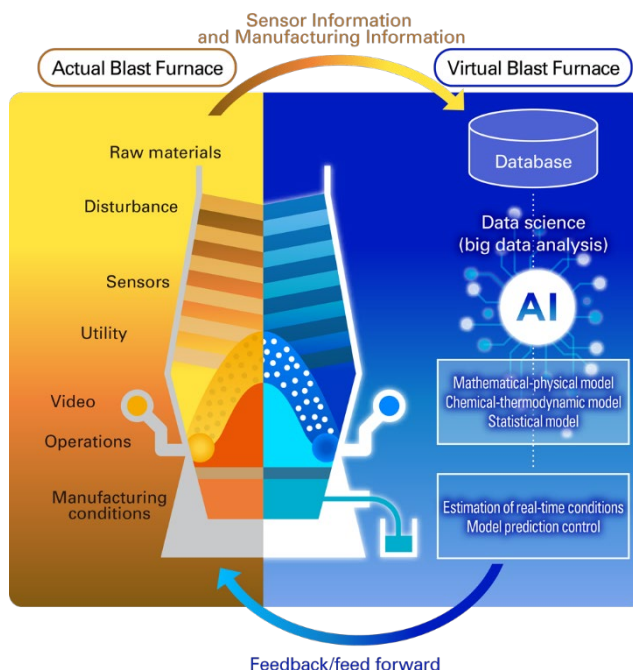 Sensor Information
and Manufacturing Information
Actual Blast Furnace
Virtual Blast Furnace
Raw materials
Disturbance
Sensors
Utility
Video
Operations
Manufacturing
conditions
Database
Data science
(big data analysis)
AI
Mathematical-physical model
Chemical-thermodynamic model
Statistical model
Estimation of real-time conditions
Model prediction control
Feedback/feed forward